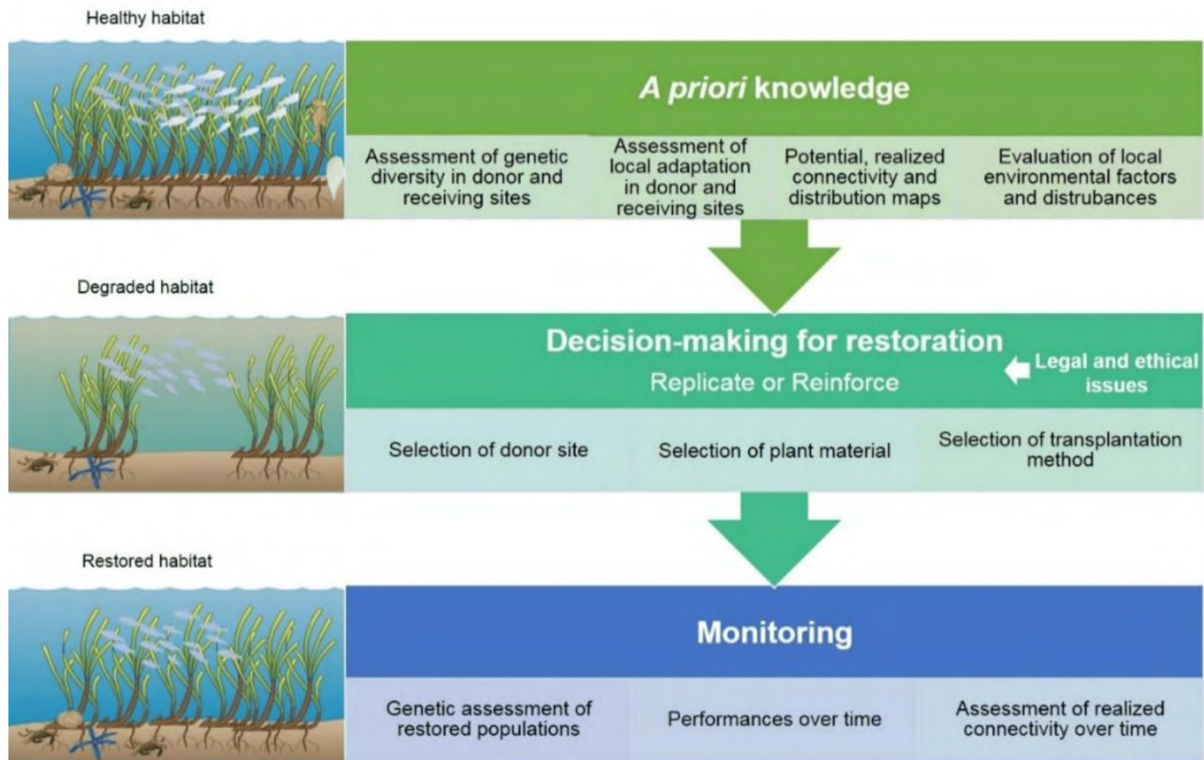 Healthy habitat
A priori knowledge
Assessment of genetic
diversity in donor and
receiving sites
Assessment of
local adaptation
in donor and
receiving sites
Potential, realized
connectivity and
distribution maps
Evaluation of local
environmental factors
and distrubances
Degraded habitat
Decision-making for restoration
Replicate or Reinforce
Legal and ethical
issues
Selection of donor site
Selection of plant material
Selection of transplantation
method
Restored habitat
Monitoring
Genetic assessment of
restored populations
Performances over time
Assessment of realized
connectivity over time